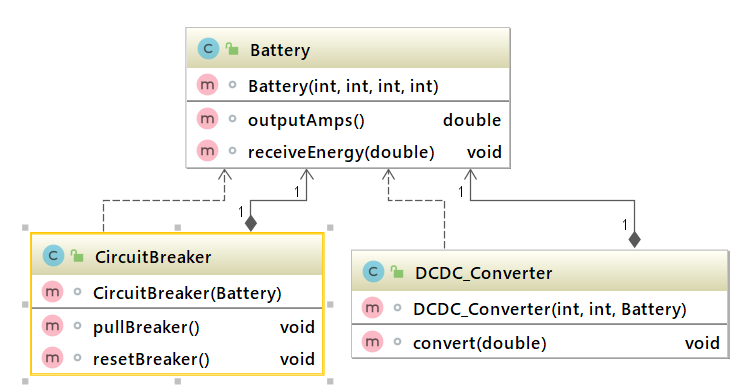 C Battery
m Battery(int, int, int, int)
m outputAmps() double
m receiveEnergy(double) void
1 1
1 1
C CircuitBreaker
m CircuitBreaker(Battery)
m pullBreaker() void
m resetBreaker() void
C DCDC_Converter
m DCDC_Converter(int, int, Battery)
m convert(double) void